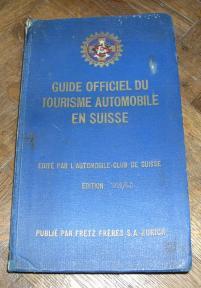 GUIDE OFFICIEL DU
TOURISME AUTOMOBILE
EN SUISSE
EDITÉ PAR L'AUTOMOBILE-CLUB DE SUISSE
EDITION
PUBLIÉ PAR FRETZ FRÈRES S.A. ZURICH